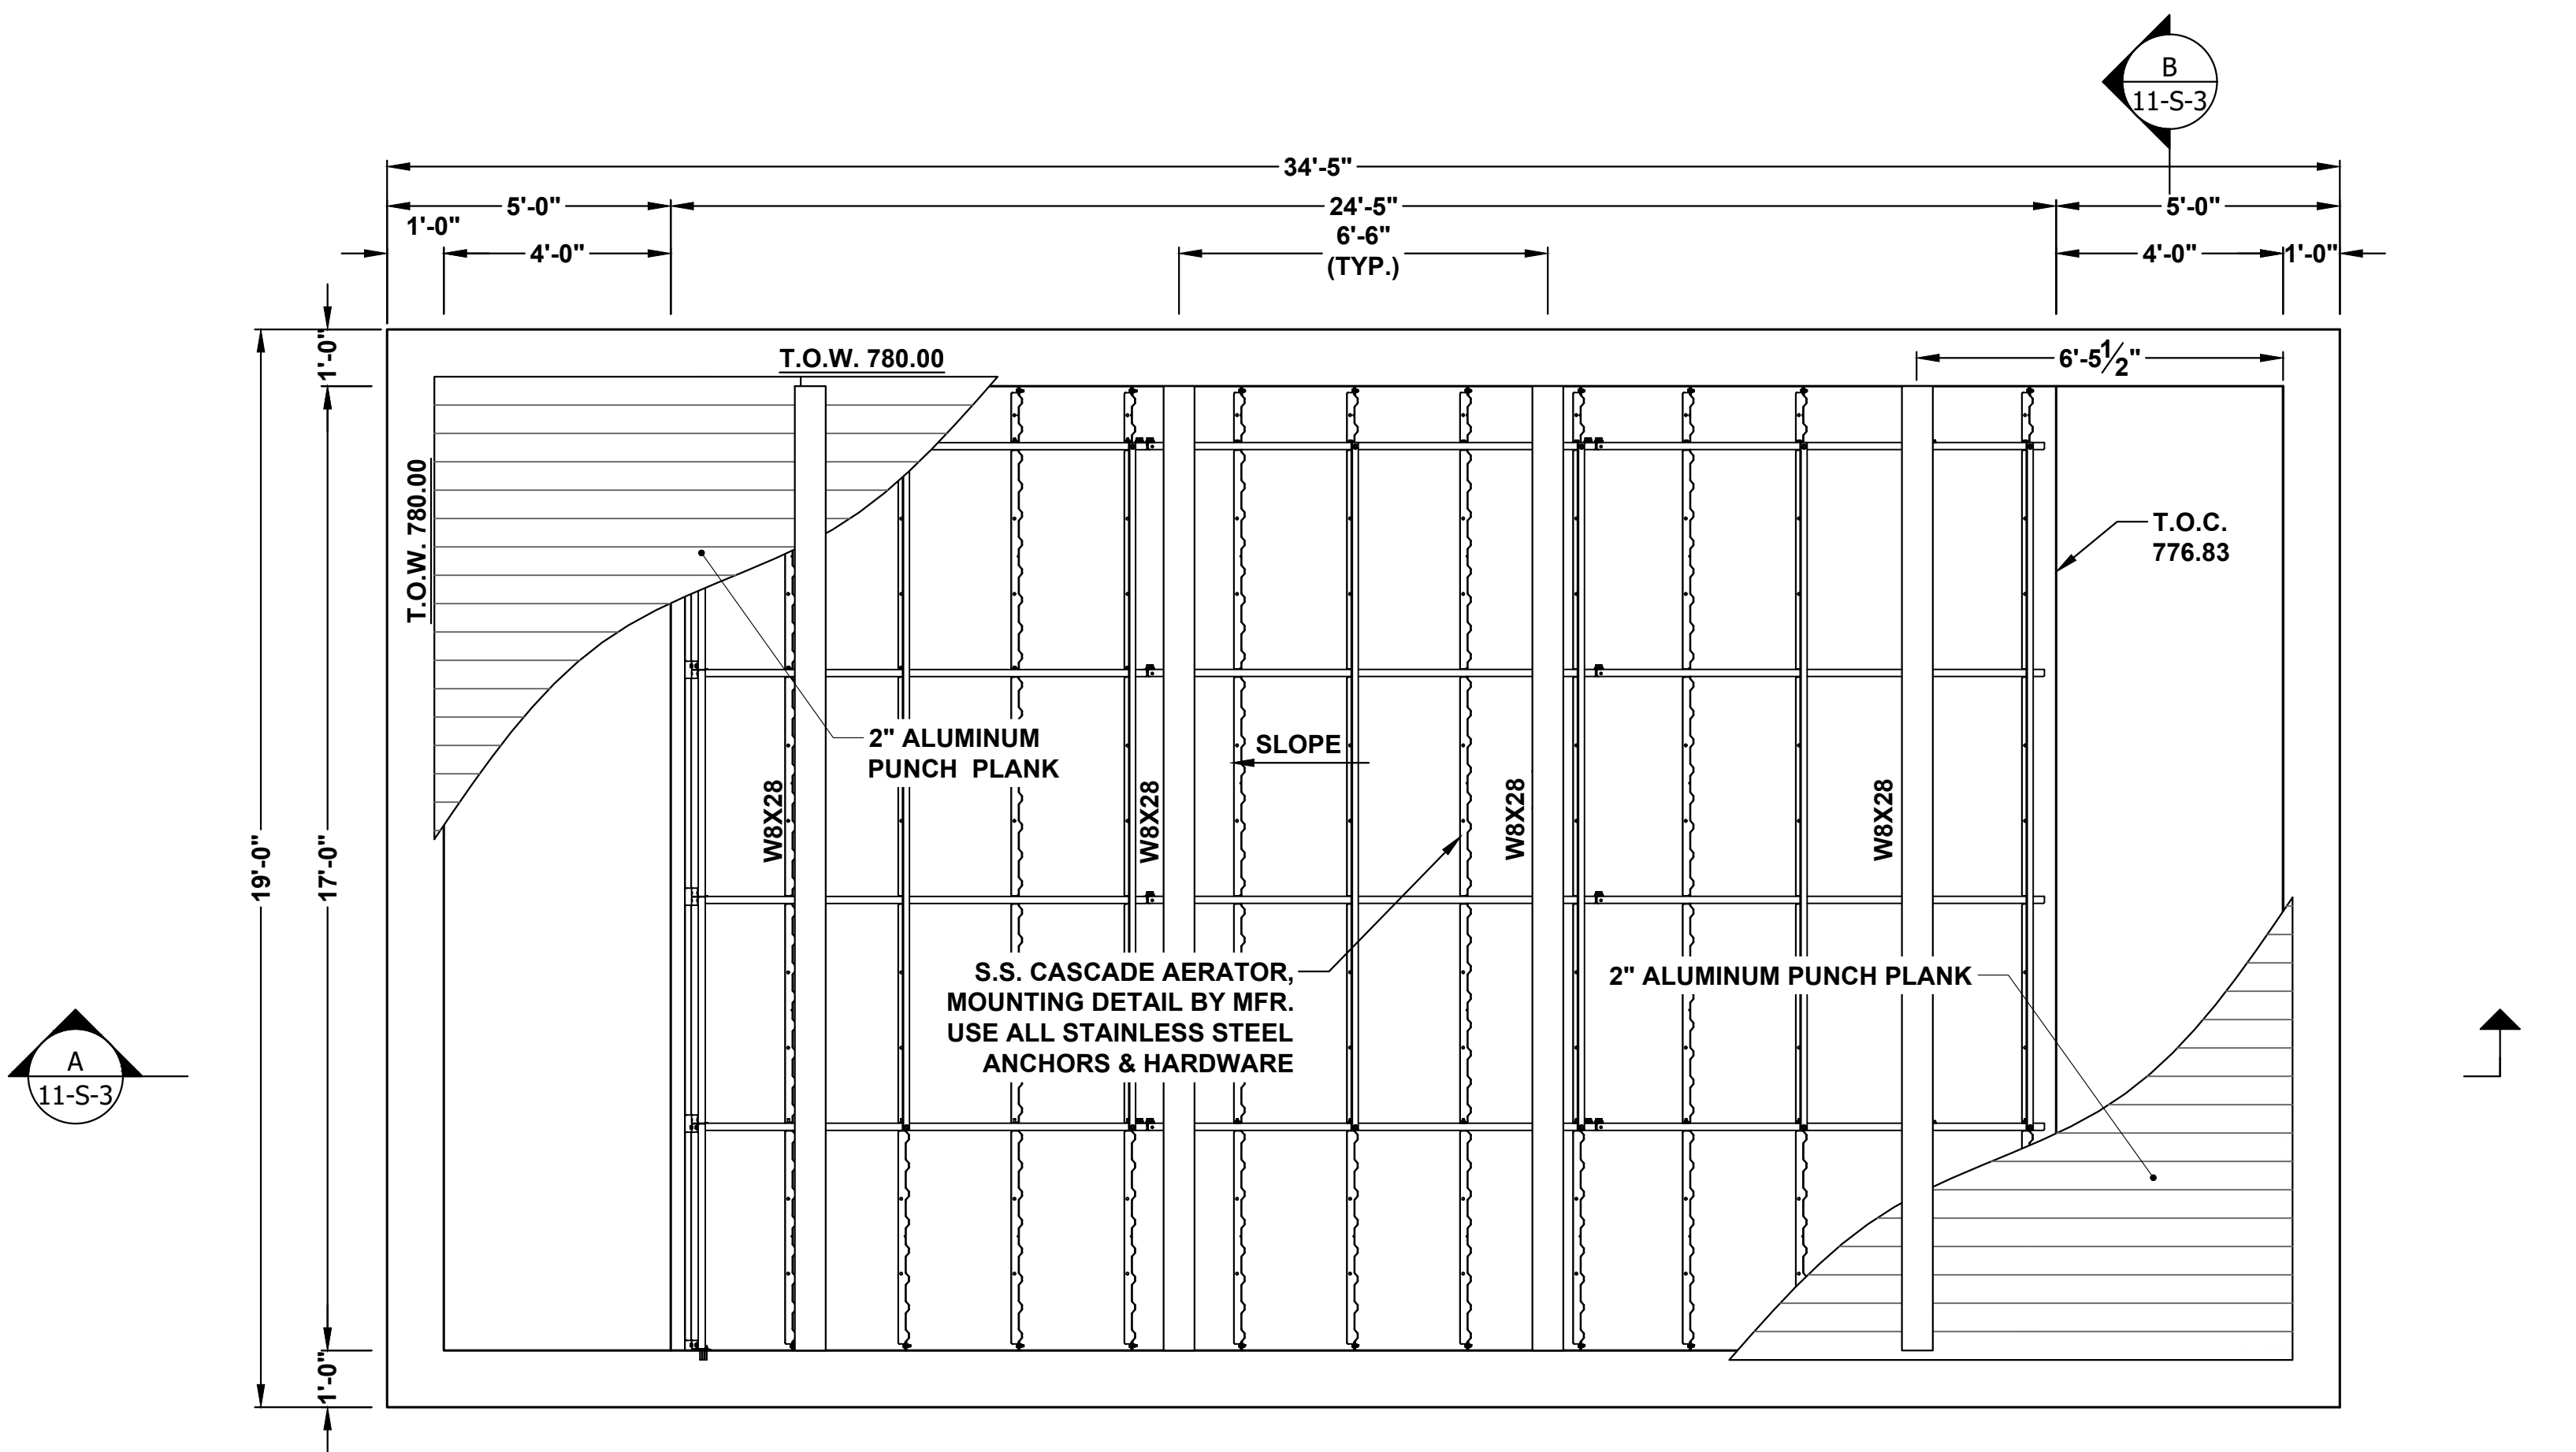 B
11-S-3
34'-5"
5'-0"
24'-5"
5'-0"
1'-0"
6'-6"
(TYP.)
4'-0"
4'-0"
1'-0"
1'-0"
T.O.W. 780.00
6'-5 1/2"
T.O.W. 780.00
T.O.C.
776.83
2" ALUMINUM
PUNCH PLANK
SLOPE
W8X28
W8X28
W8X28
W8X28
19'-0"
17'-0"
S.S. CASCADE AERATOR,
MOUNTING DETAIL BY MFR.
USE ALL STAINLESS STEEL
ANCHORS & HARDWARE
2" ALUMINUM PUNCH PLANK
A
11-S-3
1'-0"